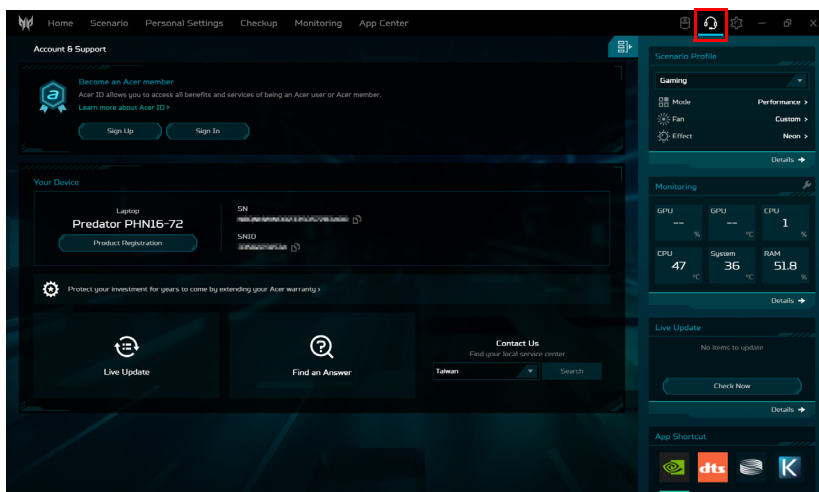 Home Scenario Personal Settings Checkup Monitoring App Center
Account & Support
Become an Acer member
Acer ID allows you to access all benefits and services of being an Acer user or Acer member.
Learn more about Acer ID >
Sign Up Sign In
Your Device
Laptop
Predator PHN16-72
Product Registration
SN
SNID
Protect your investment for years to come by extending your Acer warranty >
Live Update
Find an Answer
Contact Us
Find your local service center
Taiwan
Search
Scenario Profile
Gaming
Mode Performance >
Fan Custom >
Effect Neon >
Details →
Monitoring
GPU -- %
GPU -- °C
CPU 1 %
CPU 47 °C
System 36 °C
RAM 51.8 %
Details →
Live Update
No items to update
Check Now
Details →
App Shortcut
dts
K